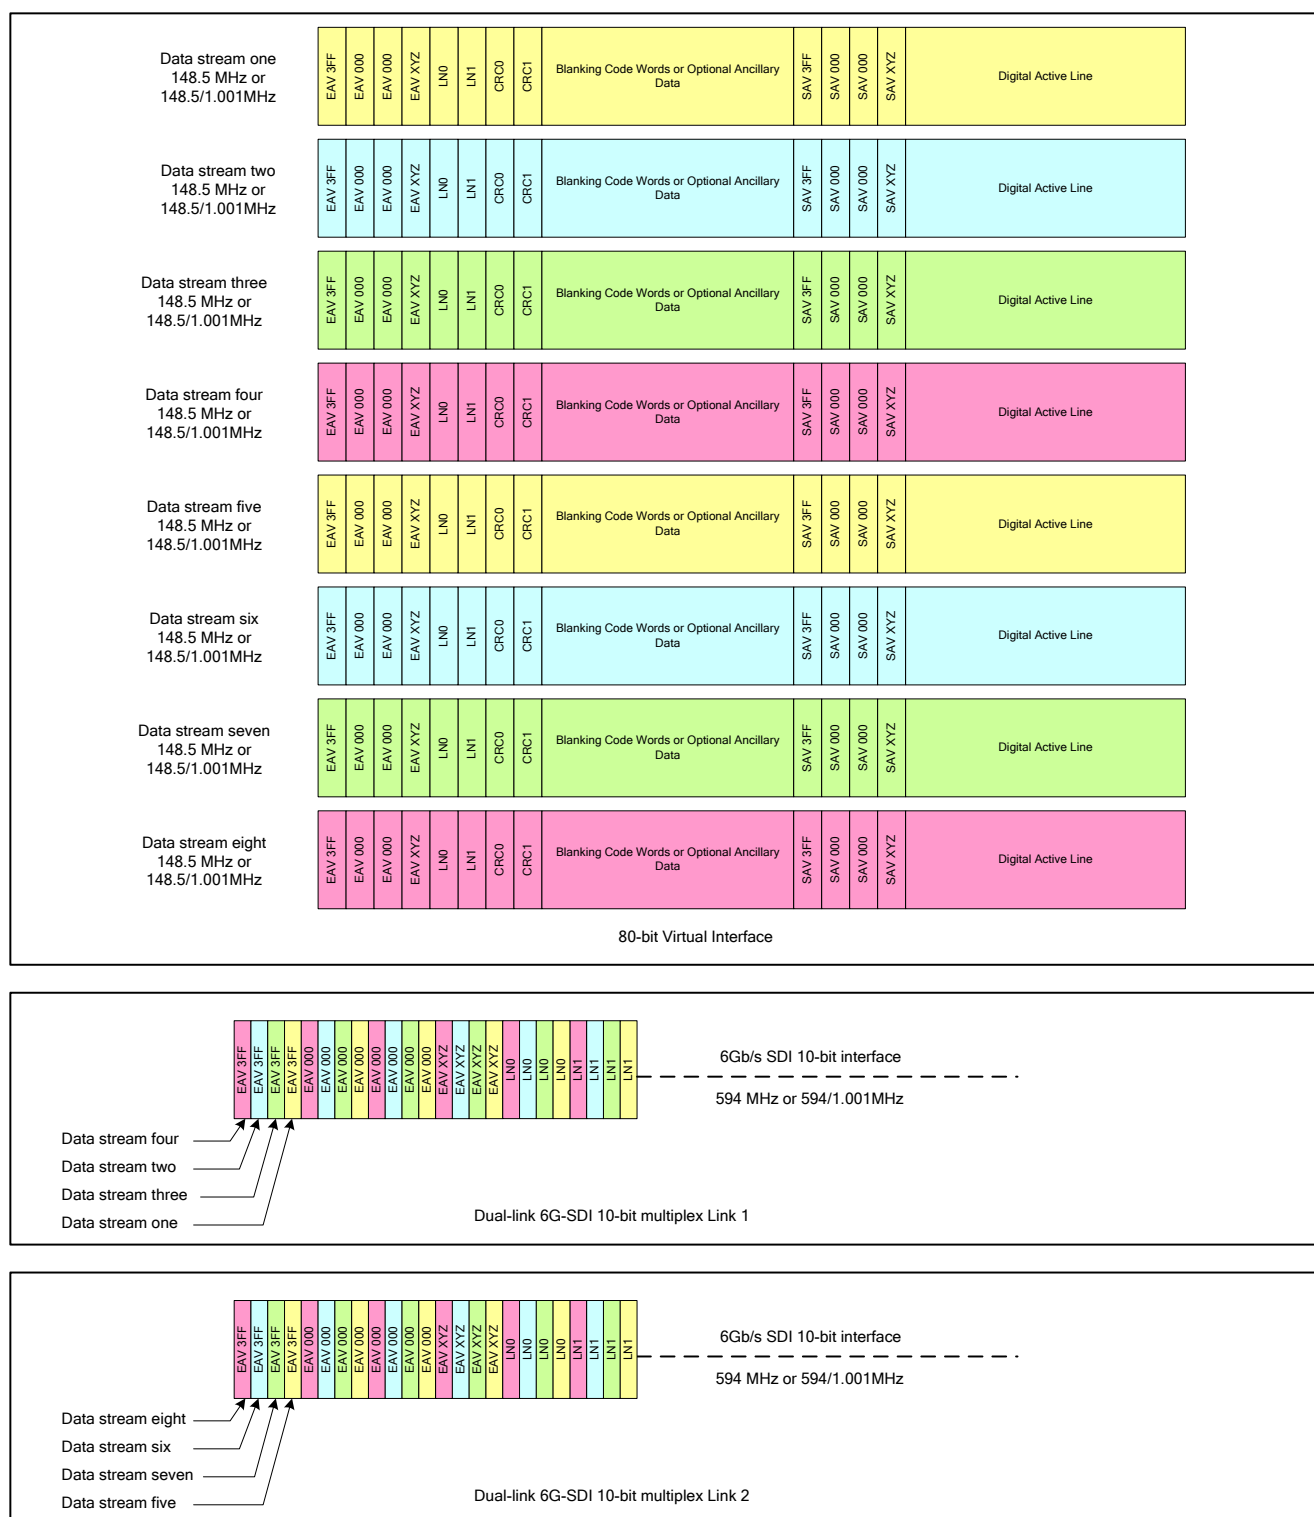 Data stream one
148.5 MHz or
148.5/1.001MHz
EAV 3FF
EAV 000
EAV 000
EAV XYZ
LN0
LN1
CRC0
CRC1
Blanking Code Words or Optional Ancillary
Data
SAV 3FF
SAV 000
SAV 000
SAV XYZ
Digital Active Line
Data stream two
148.5 MHz or
148.5/1.001MHz
EAV 3FF
EAV 000
EAV 000
EAV XYZ
LN0
LN1
CRC0
CRC1
Blanking Code Words or Optional Ancillary
Data
SAV 3FF
SAV 000
SAV 000
SAV XYZ
Digital Active Line
Data stream three
148.5 MHz or
148.5/1.001MHz
EAV 3FF
EAV 000
EAV 000
EAV XYZ
LN0
LN1
CRC0
CRC1
Blanking Code Words or Optional Ancillary
Data
SAV 3FF
SAV 000
SAV 000
SAV XYZ
Digital Active Line
Data stream four
148.5 MHz or
148.5/1.001MHz
EAV 3FF
EAV 000
EAV 000
EAV XYZ
LN0
LN1
CRC0
CRC1
Blanking Code Words or Optional Ancillary
Data
SAV 3FF
SAV 000
SAV 000
SAV XYZ
Digital Active Line
Data stream five
148.5 MHz or
148.5/1.001MHz
EAV 3FF
EAV 000
EAV 000
EAV XYZ
LN0
LN1
CRC0
CRC1
Blanking Code Words or Optional Ancillary
Data
SAV 3FF
SAV 000
SAV 000
SAV XYZ
Digital Active Line
Data stream six
148.5 MHz or
148.5/1.001MHz
EAV 3FF
EAV 000
EAV 000
EAV XYZ
LN0
LN1
CRC0
CRC1
Blanking Code Words or Optional Ancillary
Data
SAV 3FF
SAV 000
SAV 000
SAV XYZ
Digital Active Line
Data stream seven
148.5 MHz or
148.5/1.001MHz
EAV 3FF
EAV 000
EAV 000
EAV XYZ
LN0
LN1
CRC0
CRC1
Blanking Code Words or Optional Ancillary
Data
SAV 3FF
SAV 000
SAV 000
SAV XYZ
Digital Active Line
Data stream eight
148.5 MHz or
148.5/1.001MHz
EAV 3FF
EAV 000
EAV 000
EAV XYZ
LN0
LN1
CRC0
CRC1
Blanking Code Words or Optional Ancillary
Data
SAV 3FF
SAV 000
SAV 000
SAV XYZ
Digital Active Line
80-bit Virtual Interface
EAV 3FF
EAV 3FF
EAV 3FF
EAV 3FF
EAV 000
EAV 000
EAV 000
EAV 000
EAV 000
EAV 000
EAV 000
EAV 000
EAV XYZ
EAV XYZ
EAV XYZ
EAV XYZ
LN0
LN0
LN0
LN0
LN1
LN1
LN1
LN1
6Gb/s SDI 10-bit interface
594 MHz or 594/1.001MHz
Data stream four
Data stream two
Data stream three
Data stream one
Dual-link 6G-SDI 10-bit multiplex Link 1
EAV 3FF
EAV 3FF
EAV 3FF
EAV 3FF
EAV 000
EAV 000
EAV 000
EAV 000
EAV 000
EAV 000
EAV 000
EAV 000
EAV XYZ
EAV XYZ
EAV XYZ
EAV XYZ
LN0
LN0
LN0
LN0
LN1
LN1
LN1
LN1
6Gb/s SDI 10-bit interface
594 MHz or 594/1.001MHz
Data stream eight
Data stream six
Data stream seven
Data stream five
Dual-link 6G-SDI 10-bit multiplex Link 2